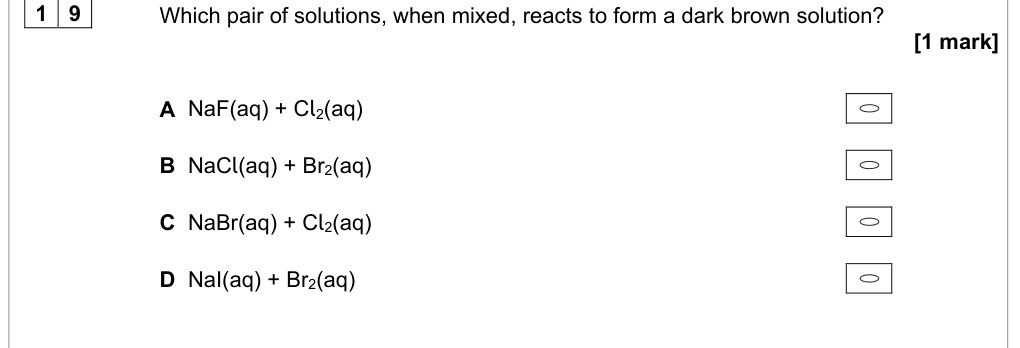 1 9 Which pair of solutions, when mixed, reacts to form a dark brown solution?
[1 mark]
A NaF(aq) + Cl₂(aq)
B NaCl(aq) + Br₂(aq)
C NaBr(aq) + Cl₂(aq)
D NaI(aq) + Br₂(aq)